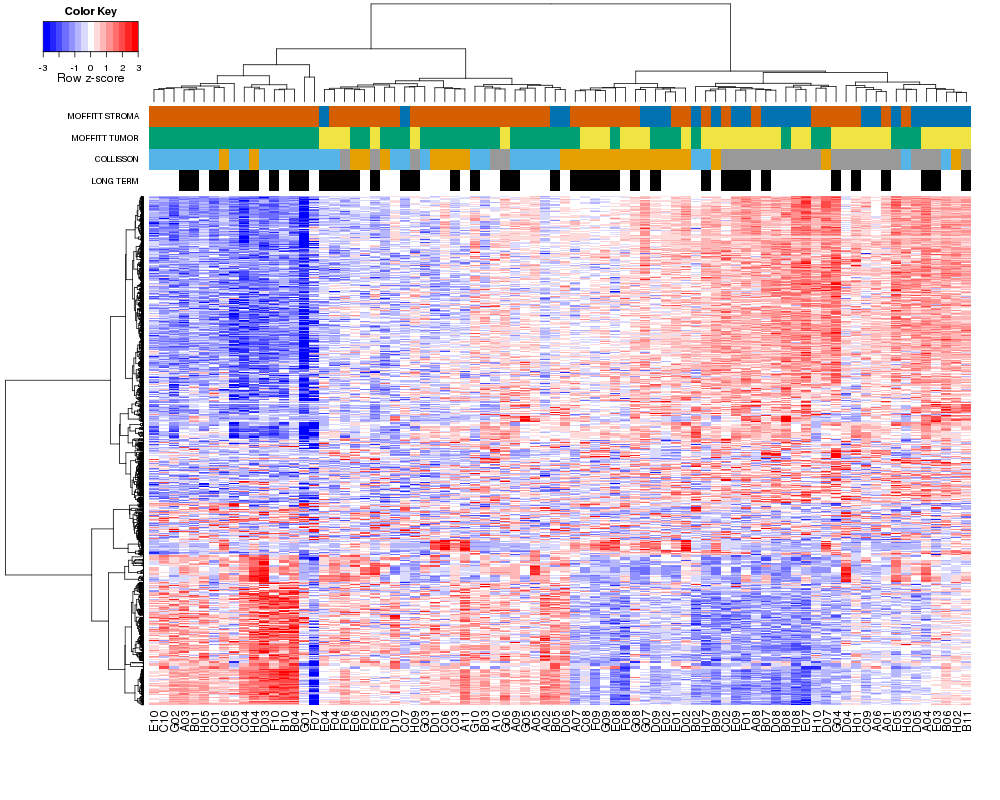 Color Key
-3 -1 0 1 2 3
Row z-score
MOFFITT STROMA
MOFFITT TUMOR
COLLISSON
LONG TERM
E10 C10 G02 A03 B01 H05 H06 C05 C04 H04 D03 F10 B10 G01 F07 E04 F04 F06 E06 F05 F03 D10 C07 H09 G03 D01 C06 C03 A11 G10 B03 A10 G06 A09 G05 A05 A02 B05 D06 A07 C08 F09 G09 E08 F08 G08 G07 D09 E02 E01 D02 B02 H07 B09 C02 E09 F01 A08 B07 D08 B08 H08 E07 H10 D07 G04 D04 H01 C09 A06 A01 E05 H03 D05 A04 E03 B06 H02 B11